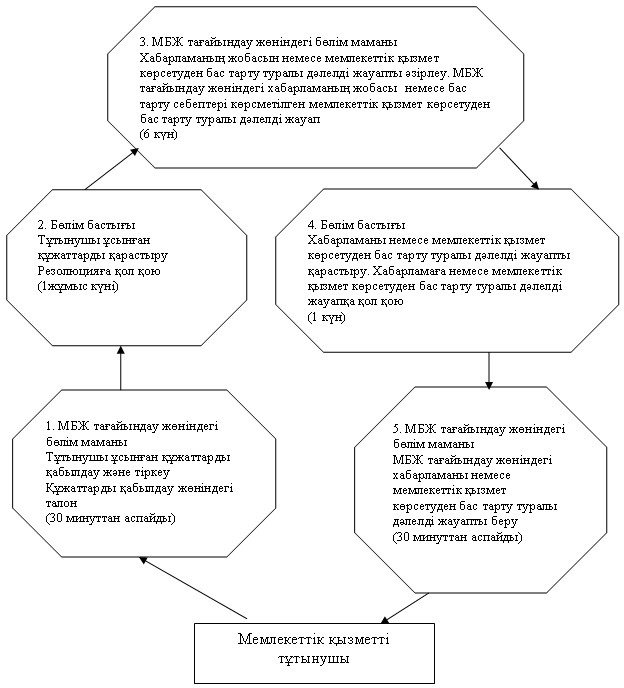 3. МБЖ тағайындау жөніндегі бөлім маманы
Хабарламаның жобасын немесе мемлекеттік қызмет
көрсетуден бас тарту туралы дәлелді жауапты әзірлеу. МБЖ
тағайындау жөніндегі хабарламаның жобасы немесе бас
тарту себептері көрсметілген мемлекеттік қызмет көрсетуден
бас тарту туралы дәлелді жауап
(6 күн)
2. Бөлім бастығы
Тұтынушы ұсынған
құжаттарды қарастыру
Резолюцияға қол қою
(1жұмыс күні)
4. Бөлім бастығы
Хабарламаны немесе мемлекеттік қызмет
көрсетуден бас тарту туралы дәлелді жауапты
қарастыру. Хабарламаға немесе мемлекеттік
қызмет көрсетуден бас тарту туралы дәлелді
жауапқа қол қою
(1 күн)
1. МБЖ тағайындау жөніндегі
бөлім маманы
Тұтынушы ұсынған құжаттарды
қабылдау және тіркеу
Құжаттарды қабылдау жөніндегі
талон
(30 минуттан аспайды)
5. МБЖ тағайындау жөніндегі
бөлім маманы
МБЖ тағайындау жөніндегі
хабарламаны немесе
мемлекеттік қызмет
көрсетуден бас тарту туралы
дәлелді жауапты беру
(30 минуттан аспайды)
Мемлекеттік қызметті
тұтынушы